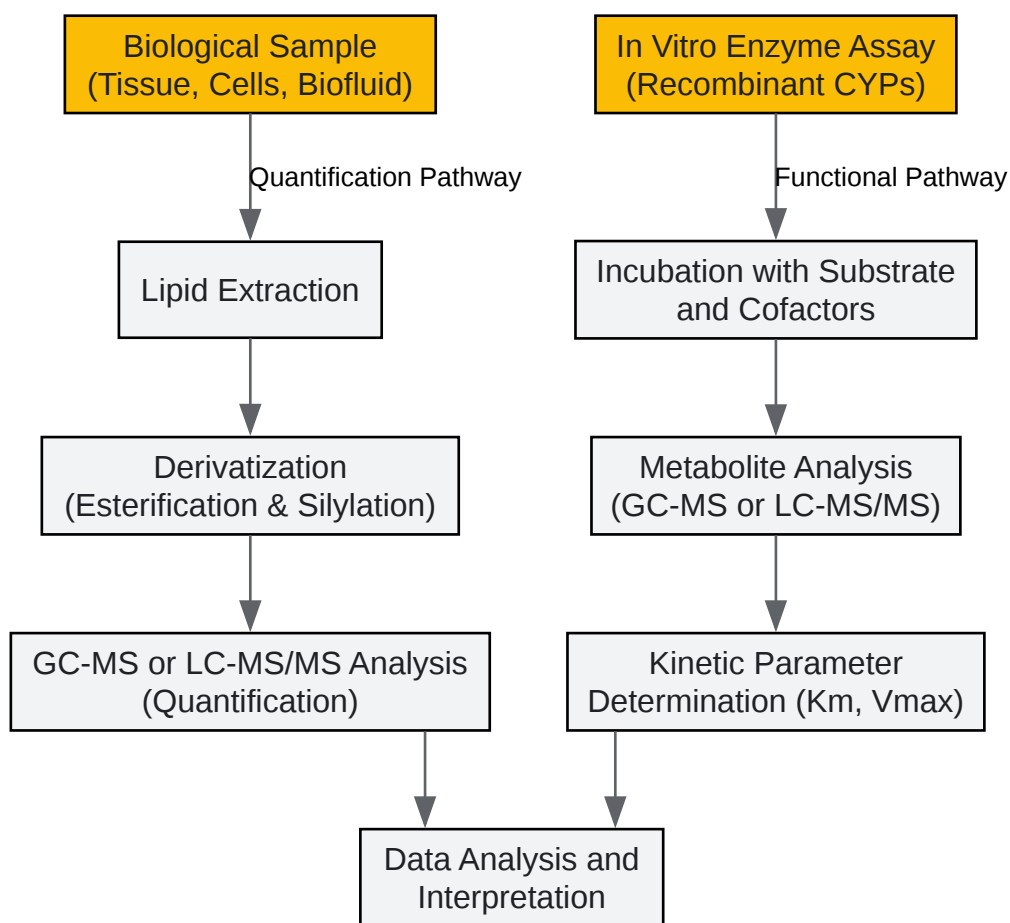 Biological Sample
(Tissue, Cells, Biofluid)
In Vitro Enzyme Assay
(Recombinant CYPs)
Quantification Pathway
Functional Pathway
Lipid Extraction
Incubation with Substrate
and Cofactors
Derivatization
(Esterification & Silylation)
Metabolite Analysis
(GC-MS or LC-MS/MS)
GC-MS or LC-MS/MS Analysis
(Quantification)
Kinetic Parameter
Determination (Km, Vmax)
Data Analysis and
Interpretation